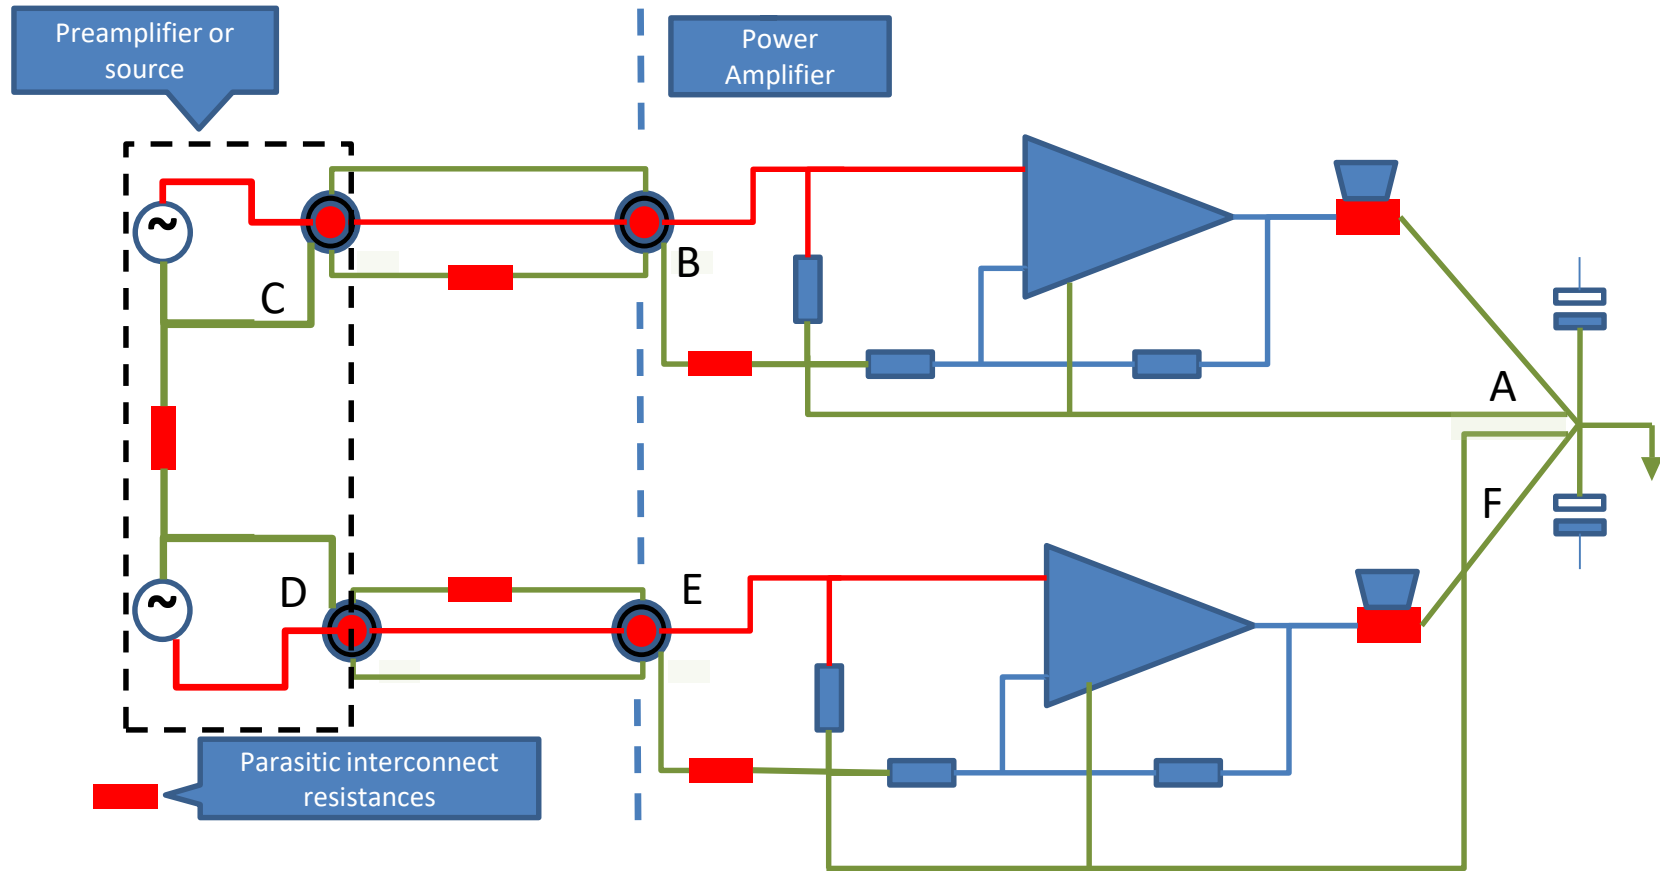 Preamplifier or
source
Power
Amplifier
~
C
B
A
D
E
F
~
Parasitic interconnect
resistances